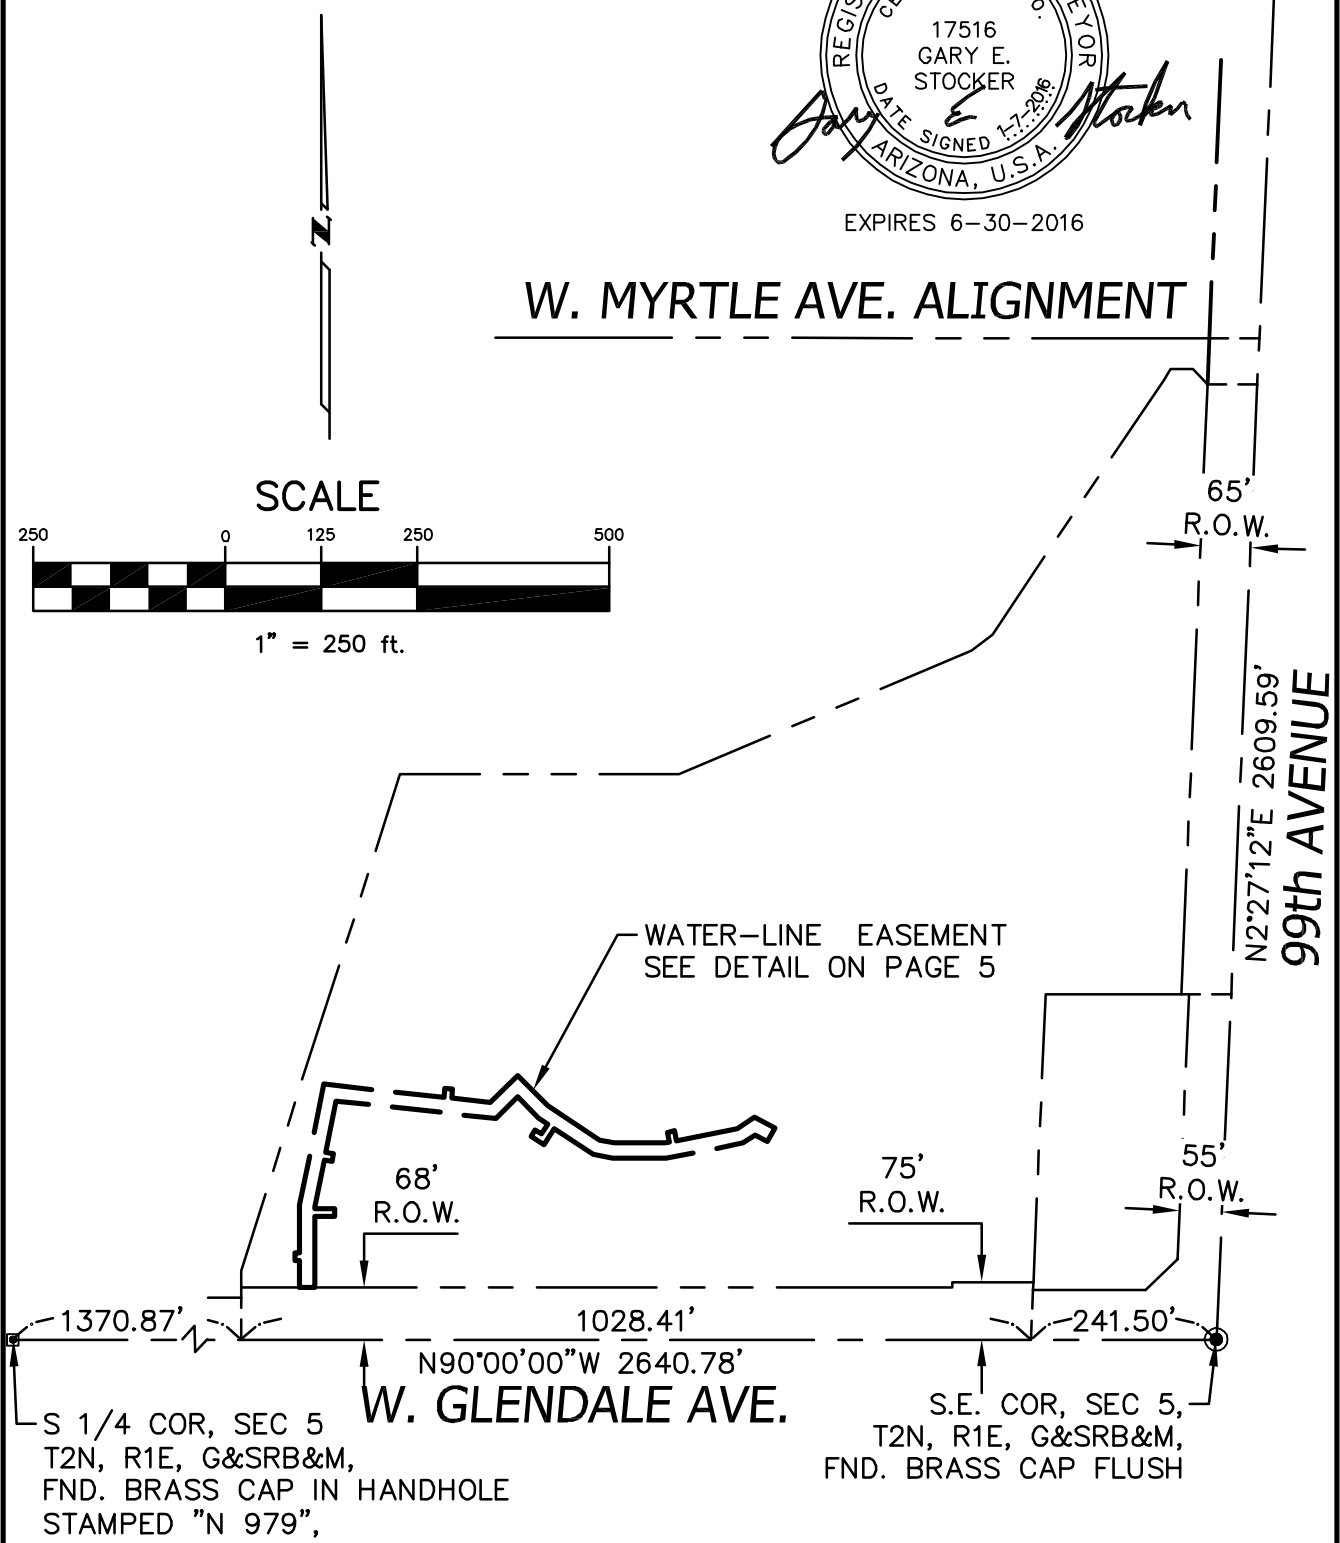 17516
GARY E.
STOCKER
DATE SIGNED 1-7-2016
ARIZONA, U.S.A.
Gary E Stocker
EXPIRES 6-30-2016
N
W. MYRTLE AVE. ALIGNMENT
SCALE
250 0 125 250 500
1" = 250 ft.
65'
R.O.W.
N2°27'12"E 2609.59'
99th AVENUE
WATER-LINE EASEMENT
SEE DETAIL ON PAGE 5
68'
R.O.W.
75'
R.O.W.
55'
R.O.W.
1370.87'
1028.41'
241.50'
N90°00'00"W 2640.78'
W. GLENDALE AVE.
S 1/4 COR, SEC 5
T2N, R1E, G&SRB&M,
FND. BRASS CAP IN HANDHOLE
STAMPED "N 979",
S.E. COR, SEC 5,
T2N, R1E, G&SRB&M,
FND. BRASS CAP FLUSH